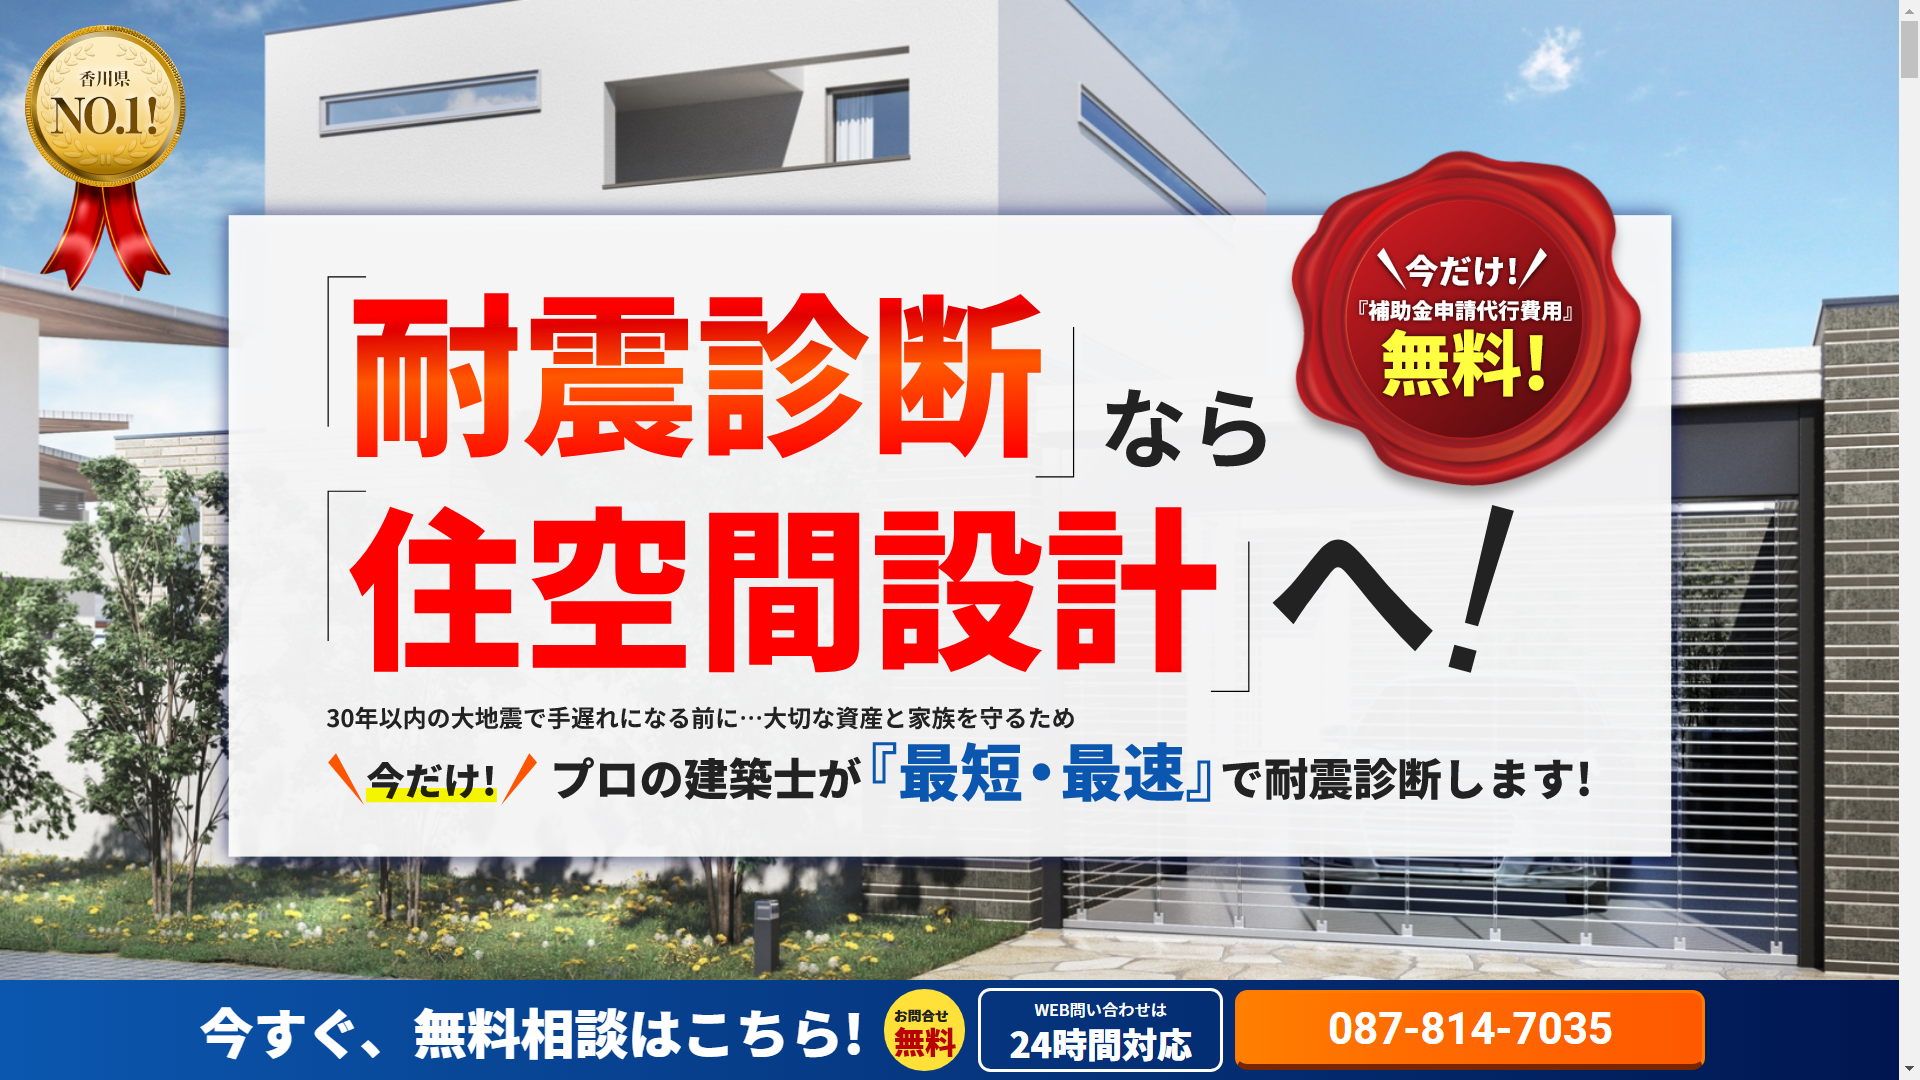 香川県
NO.1!
今だけ!
『補助金申請代行費用』
無料!
「耐震診断」なら
「住空間設計」へ!
30年以内の大地震で手遅れになる前に…大切な資産と家族を守るため
今だけ! プロの建築士が『最短・最速』で耐震診断します!
今すぐ、無料相談はこちら!
お問合せ
無料
WEB問い合わせは
24時間対応
087-814-7035